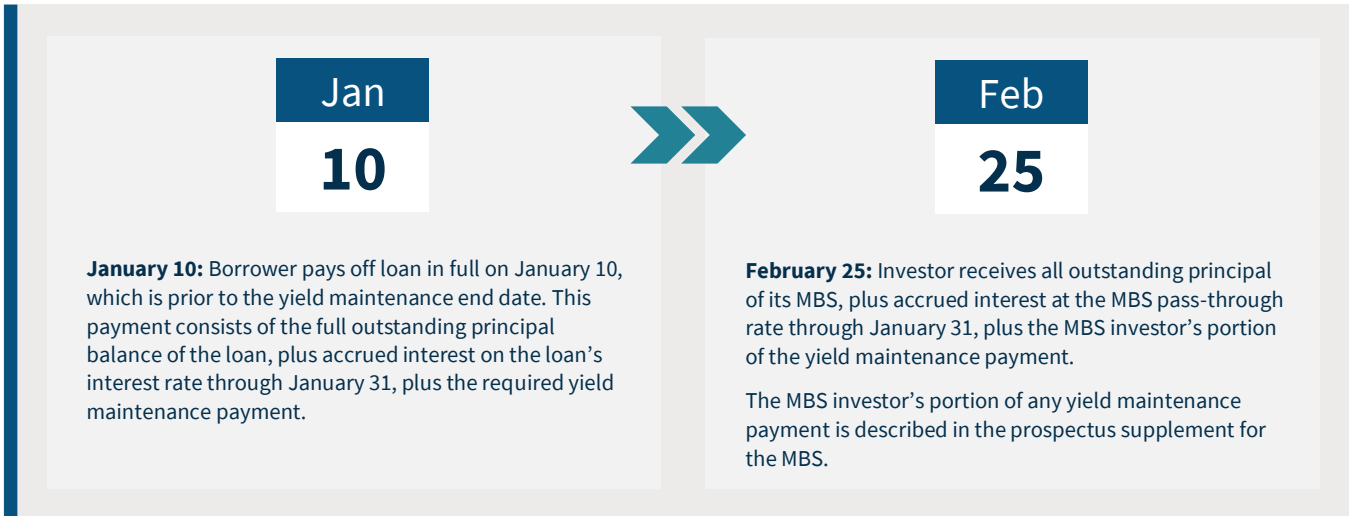 Jan
10
January 10: Borrower pays off loan in full on January 10,
which is prior to the yield maintenance end date. This
payment consists of the full outstanding principal
balance of the loan, plus accrued interest on the loan’s
interest rate through January 31, plus the required yield
maintenance payment.
Feb
25
February 25: Investor receives all outstanding principal
of its MBS, plus accrued interest at the MBS pass-through
rate through January 31, plus the MBS investor’s portion
of the yield maintenance payment.
The MBS investor’s portion of any yield maintenance
payment is described in the prospectus supplement for
the MBS.